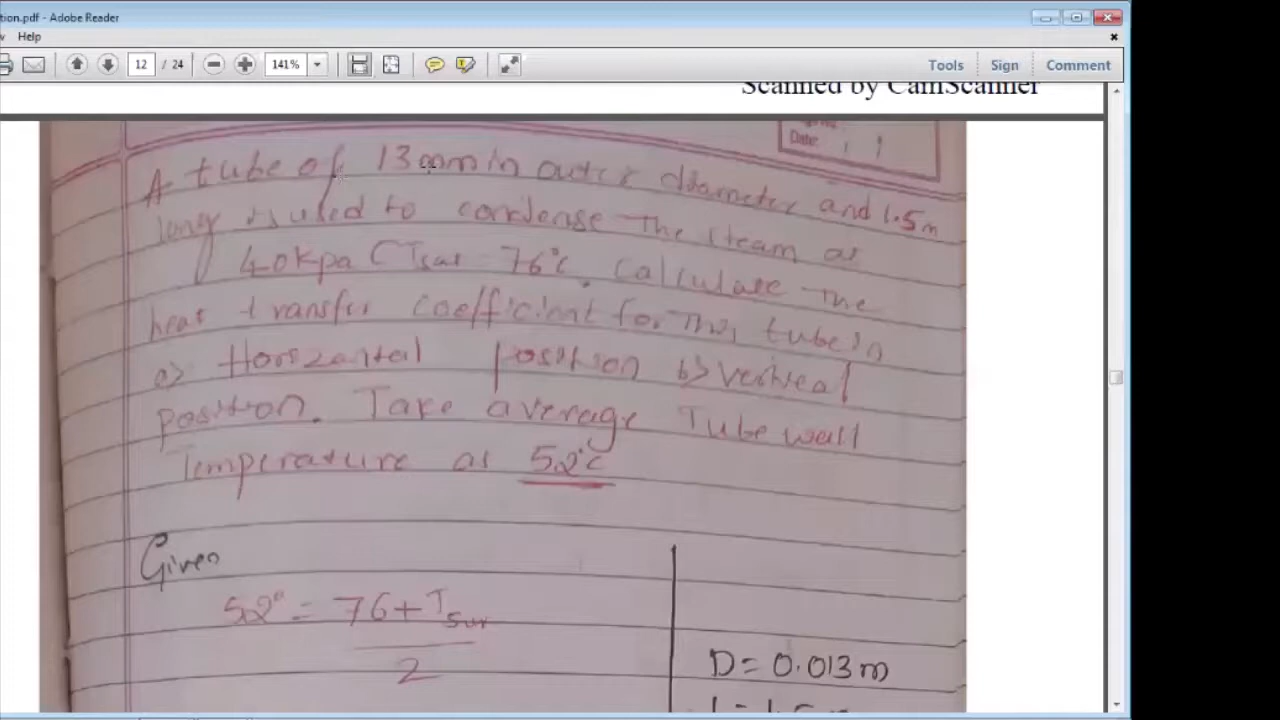 tion.pdf - Adobe Reader
Help
12 / 24
141%
Tools Sign Comment
Scanned by CamScanner
Date:
A tube of 13mm in outer diameter and 1.5m
long is used to condense the steam at
40kpa (Tsat = 76°c. Calculate the
heat transfer coefficient for this tube in
a) Horizantal position b) vertical
position. Take average Tube wall
Temperature as 52°c
Given
52° = 76 + Tsur
2
D = 0.013m